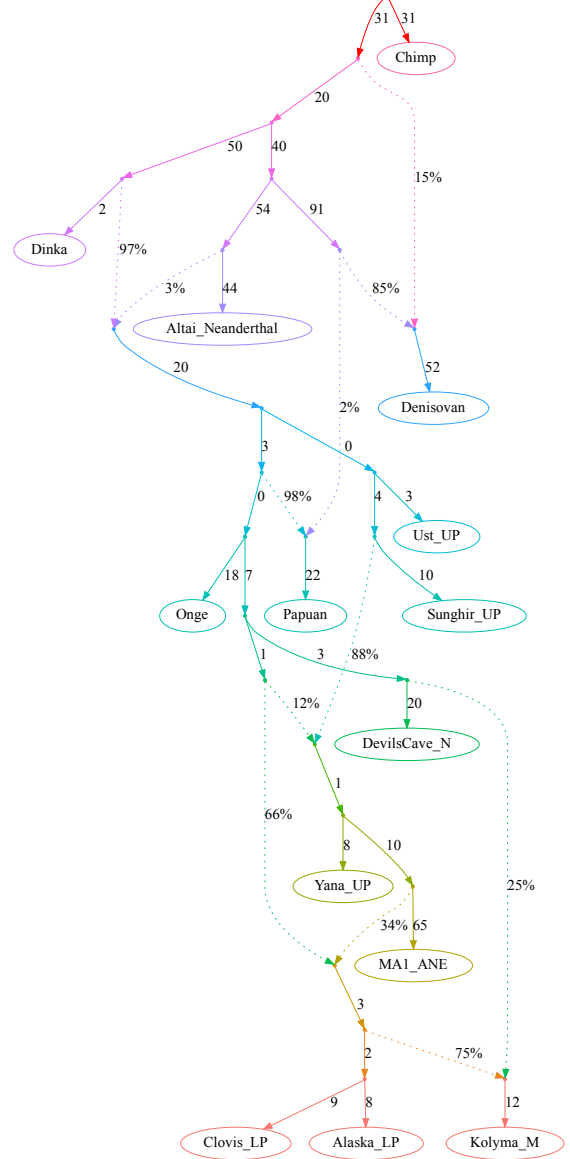 31 31
Chimp
20
50 40
15%
2 54 91
Dinka
97%
3% 44 85%
Altai_Neanderthal
20 52
Denisovan
2%
3 0
0 98% 4 3
Ust_UP
18 7 22 10
Onge Papuan Sunghir_UP
1 3 88%
12% 20
DevilsCave_N
1
66%
8 10
Yana_UP 25%
34% 65
MA1_ANE
3
2 75%
9 8 12
Clovis_LP Alaska_LP Kolyma_M